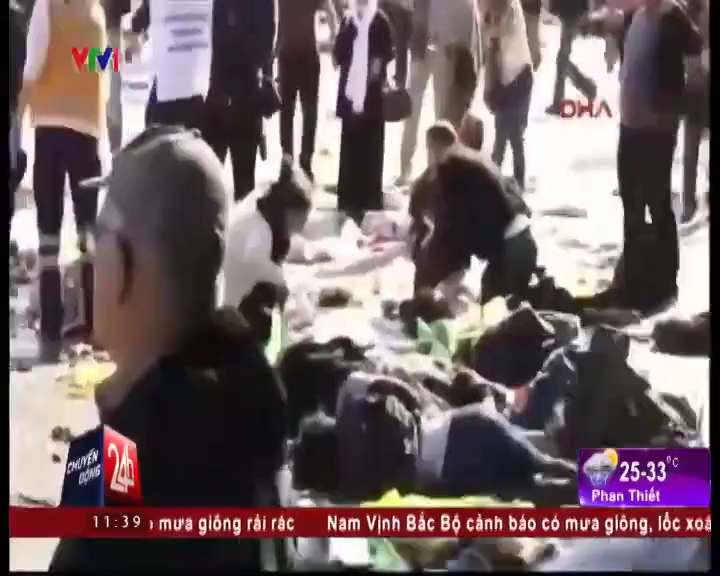 VTV1
DHA
CHUYỂN ĐỘNG
24h
25-33°C
Phan Thiết
11:39 mưa giông rải rác Nam Vịnh Bắc Bộ cảnh báo có mưa giông, lốc xoá